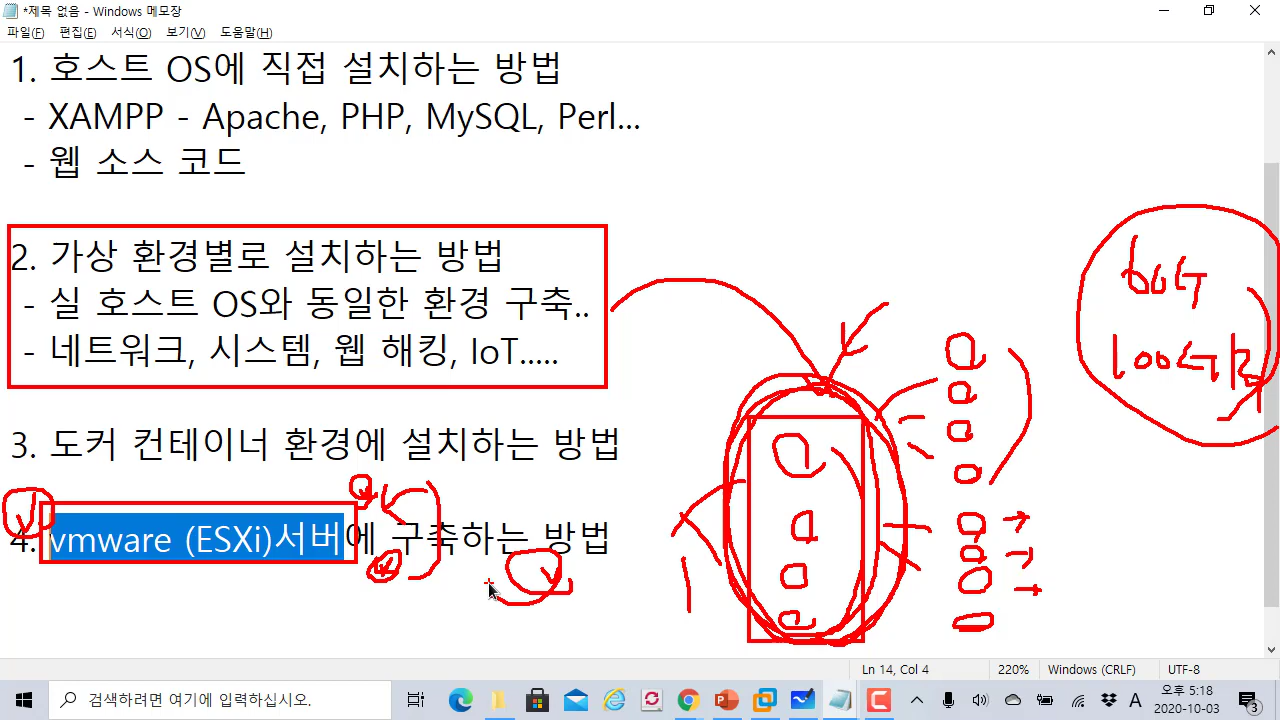 *제목 없음 - Windows 메모장
파일(F) 편집(E) 서식(O) 보기(V) 도움말(H)
1. 호스트 OS에 직접 설치하는 방법
- XAMPP - Apache, PHP, MySQL, Perl...
- 웹 소스 코드
2. 가상 환경별로 설치하는 방법
- 실 호스트 OS와 동일한 환경 구축..
- 네트워크, 시스템, 웹 해킹, IoT.....
3. 도커 컨테이너 환경에 설치하는 방법
4. vmware (ESXi)서버에 구축하는 방법
Ln 14, Col 4 220% Windows (CRLF) UTF-8
검색하려면 여기에 입력하십시오.
A
오후 5:18
2020-10-03
3